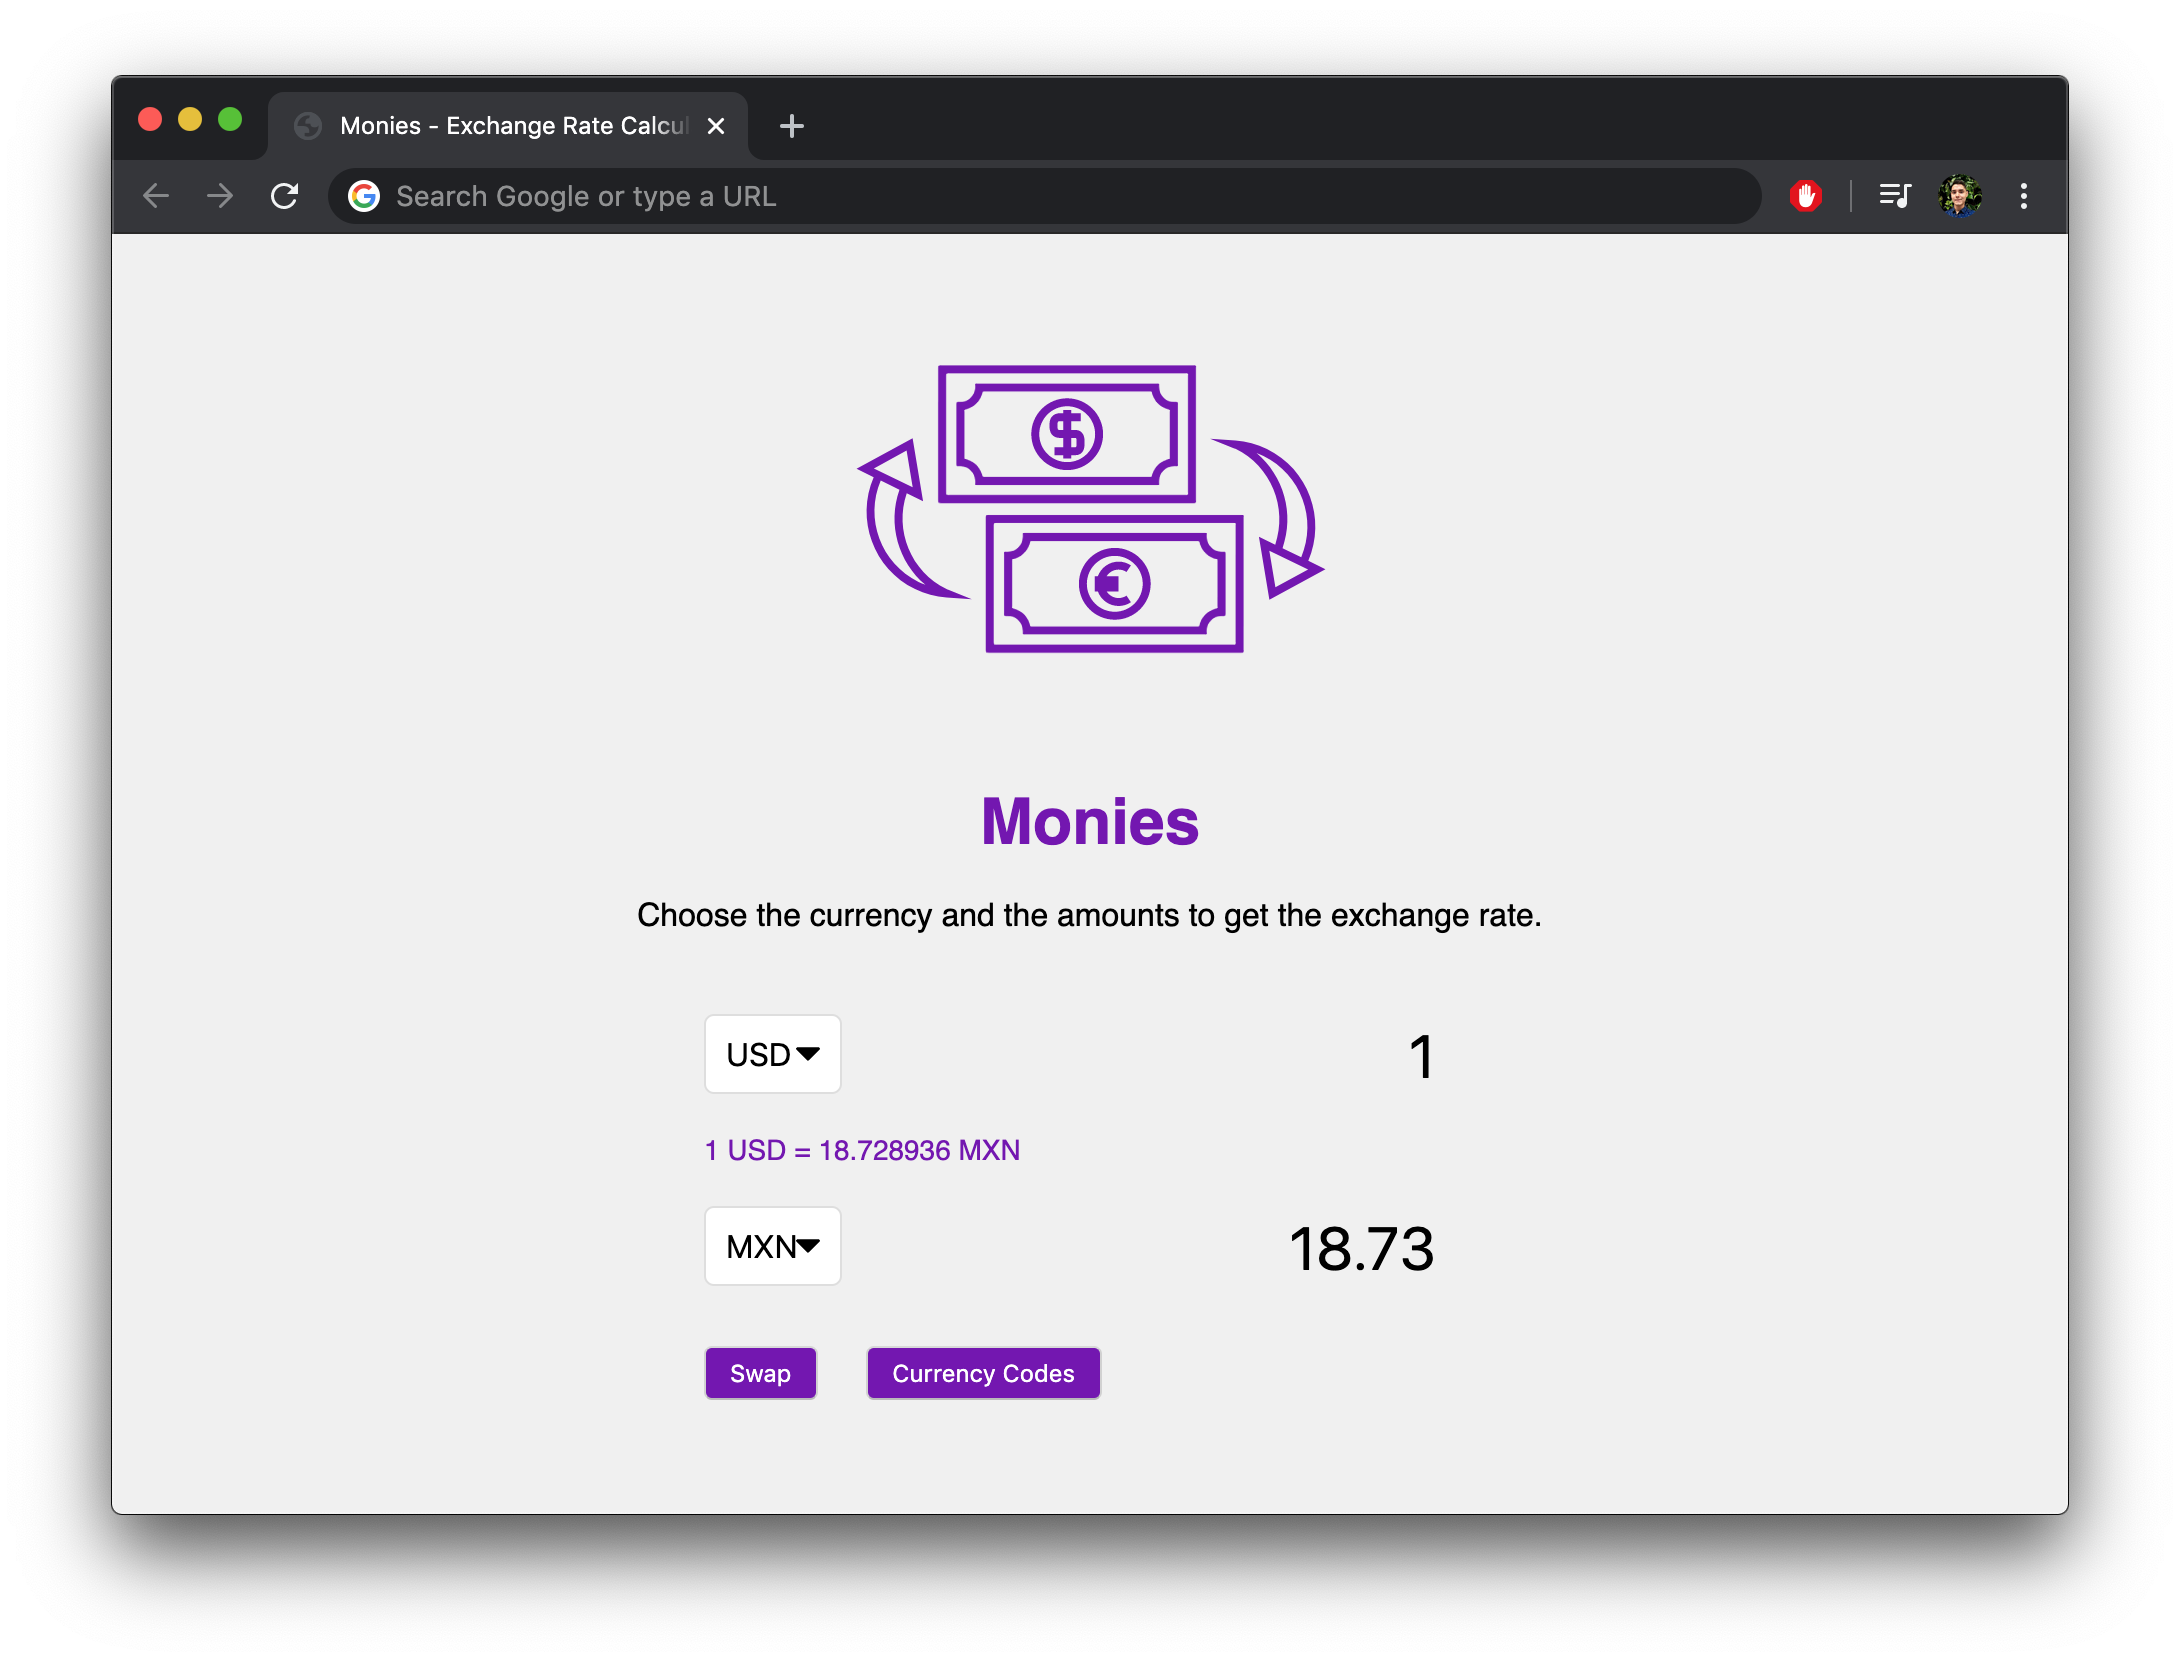 Monies - Exchange Rate Calcul
Search Google or type a URL
$
€
Monies
Choose the currency and the amounts to get the exchange rate.
USD 1
1 USD = 18.728936 MXN
MXN 18.73
Swap Currency Codes